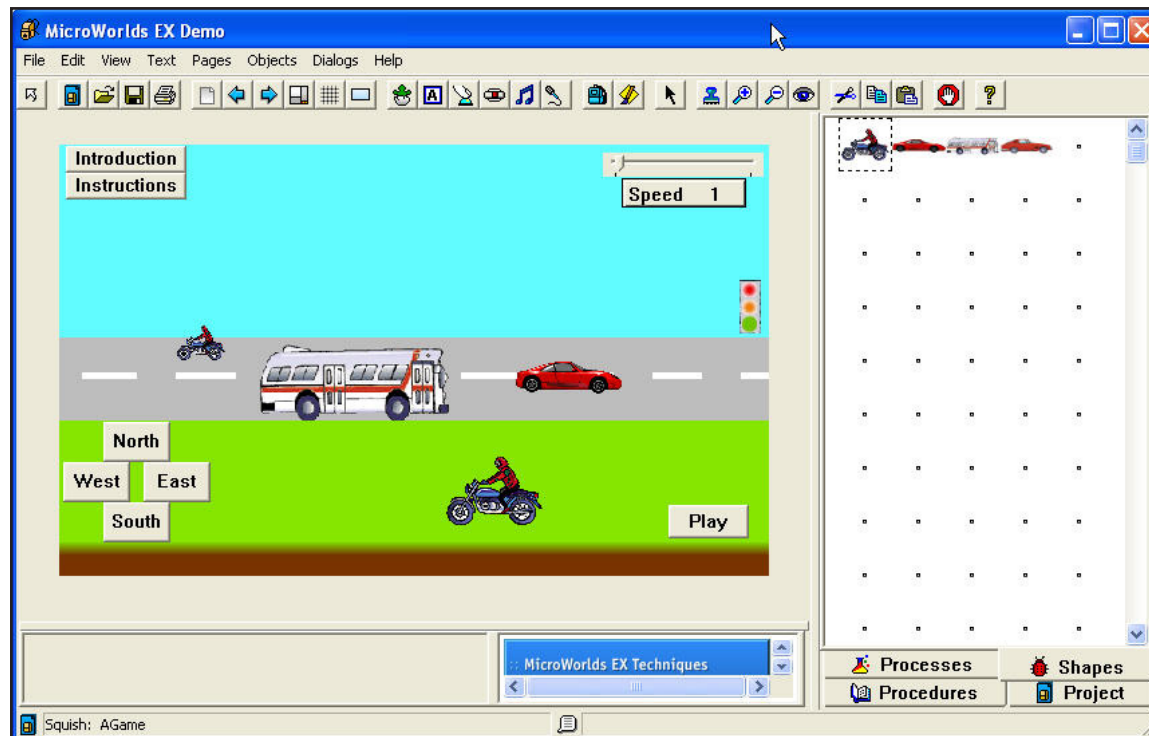 MicroWorlds EX Demo
File Edit View Text Pages Objects Dialogs Help
A
?
Introduction
Instructions
Speed 1
North
West East
South
Play
:: MicroWorlds EX Techniques
Processes
Shapes
Procedures
Project
Squish: AGame